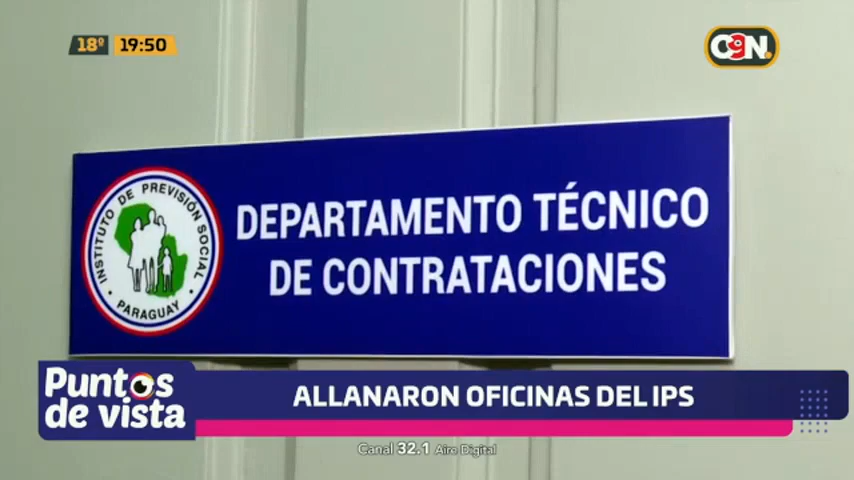 18º 19:50
C9N.
DEPARTAMENTO TÉCNICO
DE CONTRATACIONES
INSTITUTO DE PREVISIÓN SOCIAL
PARAGUAY
Puntos
de vista
ALLANARON OFICINAS DEL IPS
Canal 32.1 Aire Digital